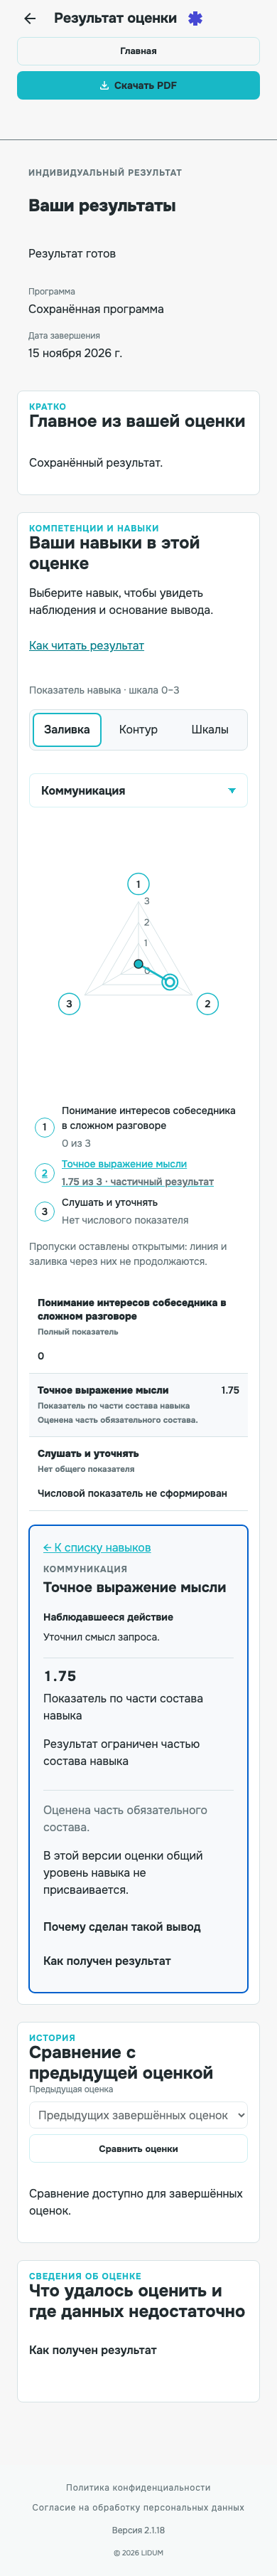 Результат оценки
Главная
Скачать PDF
ИНДИВИДУАЛЬНЫЙ РЕЗУЛЬТАТ
Ваши результаты
Результат готов
Программа
Сохранённая программа
Дата завершения
15 ноября 2026 г.
КРАТКО
Главное из вашей оценки
Сохранённый результат.
КОМПЕТЕНЦИИ И НАВЫКИ
Ваши навыки в этой
оценке
Выберите навык, чтобы увидеть
наблюдения и основание вывода.
Как читать результат
Показатель навыка · шкала 0–3
Заливка Контур Шкалы
Коммуникация
1
3
2
1
0
3 2
1
Понимание интересов собеседника
в сложном разговоре
0 из 3
2
Точное выражение мысли
1.75 из 3 · частичный результат
3
Слушать и уточнять
Нет числового показателя
Пропуски оставлены открытыми: линия и
заливка через них не продолжаются.
Понимание интересов собеседника в
сложном разговоре
Полный показатель
0
Точное выражение мысли 1.75
Показатель по части состава навыка
Оценена часть обязательного состава.
Слушать и уточнять
Нет общего показателя
Числовой показатель не сформирован
← К списку навыков
КОММУНИКАЦИЯ
Точное выражение мысли
Наблюдавшееся действие
Уточнил смысл запроса.
1.75
Показатель по части состава
навыка
Результат ограничен частью
состава навыка
Оценена часть обязательного
состава.
В этой версии оценки общий
уровень навыка не
присваивается.
Почему сделан такой вывод
Как получен результат
ИСТОРИЯ
Сравнение с
предыдущей оценкой
Предыдущая оценка
Предыдущих завершённых оценок
Сравнить оценки
Сравнение доступно для завершённых
оценок.
СВЕДЕНИЯ ОБ ОЦЕНКЕ
Что удалось оценить и
где данных недостаточно
Как получен результат
Политика конфиденциальности
Согласие на обработку персональных данных
Версия 2.1.18
© 2026 LIDUM